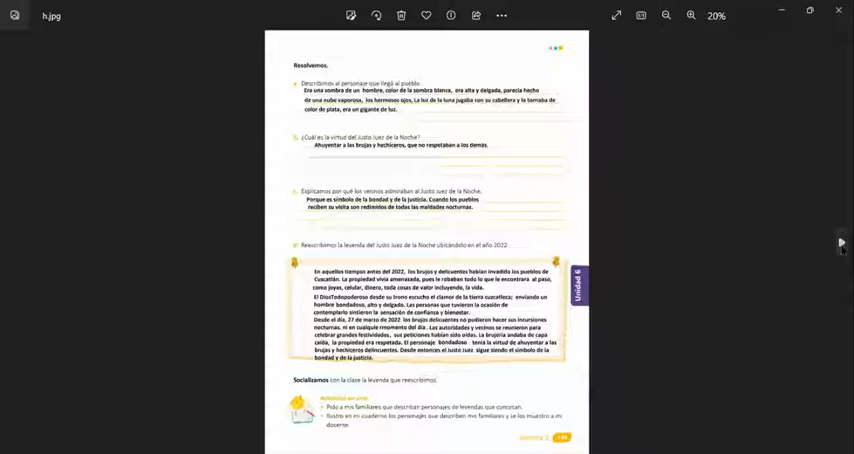 h.jpg
20%
Resolvemos.
a. Describimos al personaje que llegó al pueblo.
Era una sombra de un hombre, color de la sombra blanca, era alta y delgada, parecía hecho
de una nube vaporosa, los hermosos ojos, La luz de la luna jugaba con su cabellera y la tornaba de
color de plata, era un gigante de luz.
b. ¿Cuál es la virtud del Justo Juez de la Noche?
Ahuyentar a las brujas y hechiceros, que no respetaban a los demás.
c. Explicamos por qué los vecinos admiraban al Justo Juez de la Noche.
Porque es símbolo de la bondad y de la justicia. Cuando los pueblos
reciben su visita son redimidos de todas las maldades nocturnas.
d. Reescribimos la leyenda del Justo Juez de la Noche ubicándolo en el año 2022.
En aquellos tiempos antes del 2022, los brujos y delicuentes habían invadido los pueblos de
Cuscatlán. La propiedad vivía amenazada, pues le robaban todo lo que le encontrara al paso,
como joyas, celular, dinero, toda cosas de valor incluyendo, la vida.
El DiosTodopoderoso desde su trono escucho el clamor de la tierra cuzcatleca; enviando un
hombre bondadoso, alto y delgado. Las personas que tuvieron la ocasión de
contemplarlo sintieron la sensación de confianza y bienestar.
Desde el día, 27 de marzo de 2022 los brujos delicuentes no pudieron hacer sus incursiones
nocturnas, ni en cualquier rmomento del día. Las autoridades y vecinos se reunieron para
celebrar grandes festividades, sus peticiones habían sido oídas. La brujería andaba de capa
caída, la propiedad era respetada. El personaje bondadoso tenía la virtud de ahuyentar a las
brujas y hechiceros delincuentes. Desde entonces el Justo Juez sigue siendo el símbolo de la
bondad y de la justicia.
Unidad 6
Socializamos con la clase la leyenda que reescribimos.
Actividad en casa
• Pido a mis familiares que describan personajes de leyendas que conozcan.
• Ilustro en mi cuaderno los personajes que describen mis familiares y se los muestro a mi
docente.